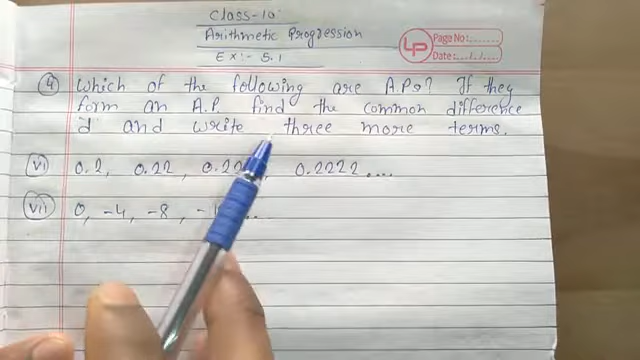 Class-10
Arithmetic Progression
Ex:- 5.1
LP
Page No:.......
Date:..../..../....
④ Which of the following are A.Ps? If they
form an A.P. find the common difference
d and write three more terms.
vi 0.2, 0.22, 0.2222....
vii 0, -4, -8,